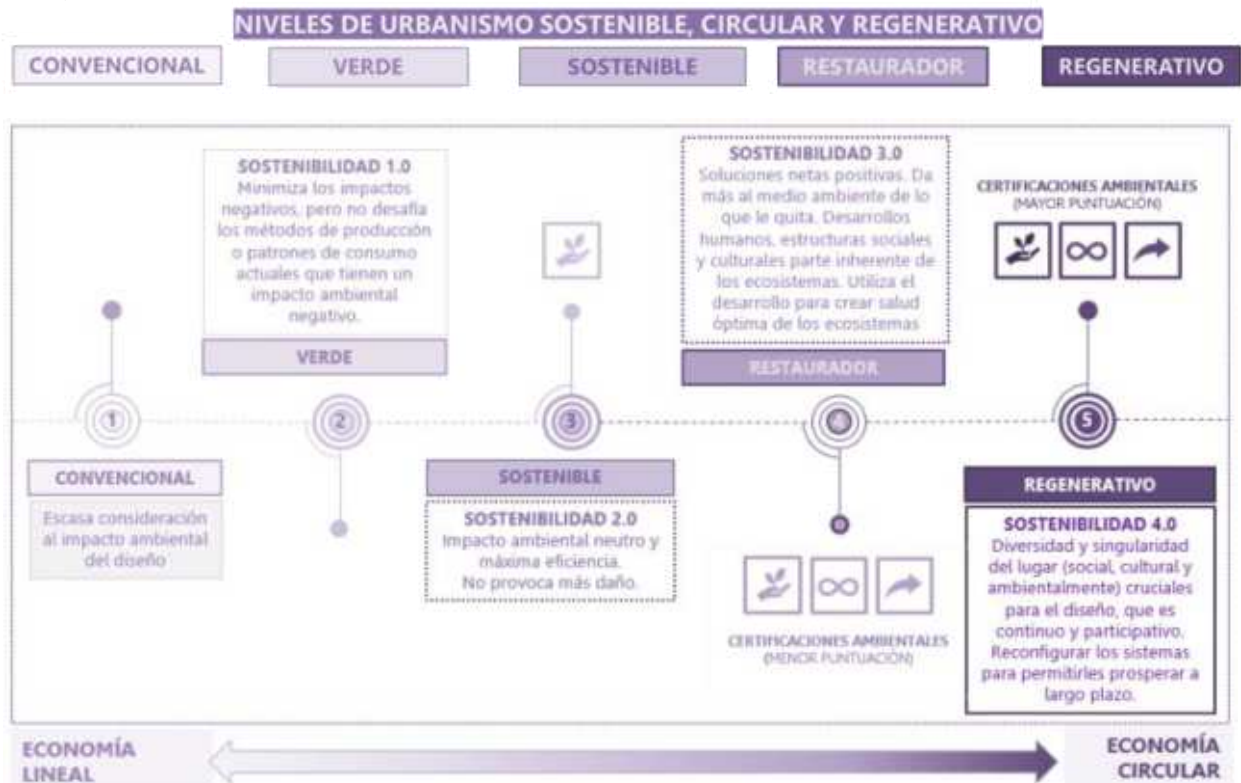 NIVELES DE URBANISMO SOSTENIBLE, CIRCULAR Y REGENERATIVO
CONVENCIONAL
VERDE
SOSTENIBLE
RESTAURADOR
REGENERATIVO
SOSTENIBILIDAD 1.0
Minimiza los impactos
negativos, pero no desafía
los métodos de producción
o patrones de consumo
actuales que tienen un
impacto ambiental
negativo.
VERDE
SOSTENIBILIDAD 3.0
Soluciones netas positivas. Da
más al medio ambiente de lo
que le quita. Desarrollos
humanos, estructuras sociales
y culturales parte inherente de
los ecosistemas. Utiliza el
desarrollo para crear salud
óptima de los ecosistemas
RESTAURADOR
CERTIFICACIONES AMBIENTALES
(MAYOR PUNTUACIÓN)
1
2
3
4
5
CONVENCIONAL
Escasa consideración
al impacto ambiental
del diseño
SOSTENIBLE
SOSTENIBILIDAD 2.0
Impacto ambiental neutro y
máxima eficiencia.
No provoca más daño.
CERTIFICACIONES AMBIENTALES
(MENOR PUNTUACIÓN)
REGENERATIVO
SOSTENIBILIDAD 4.0
Diversidad y singularidad
del lugar (social, cultural y
ambientalmente) cruciales
para el diseño, que es
continuo y participativo.
Reconfigurar los sistemas
para permitirles prosperar a
largo plazo.
ECONOMÍA
LINEAL
ECONOMÍA
CIRCULAR